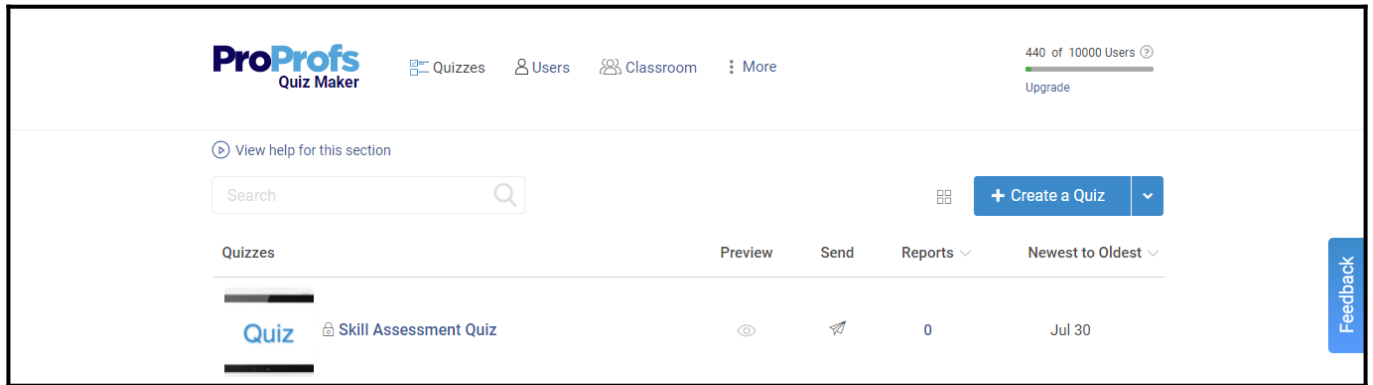 ProProfs
Quiz Maker
Quizzes Users Classroom More
440 of 10000 Users ?
Upgrade
View help for this section
Search
+ Create a Quiz
Quizzes Preview Send Reports Newest to Oldest
Quiz Skill Assessment Quiz 0 Jul 30
Feedback